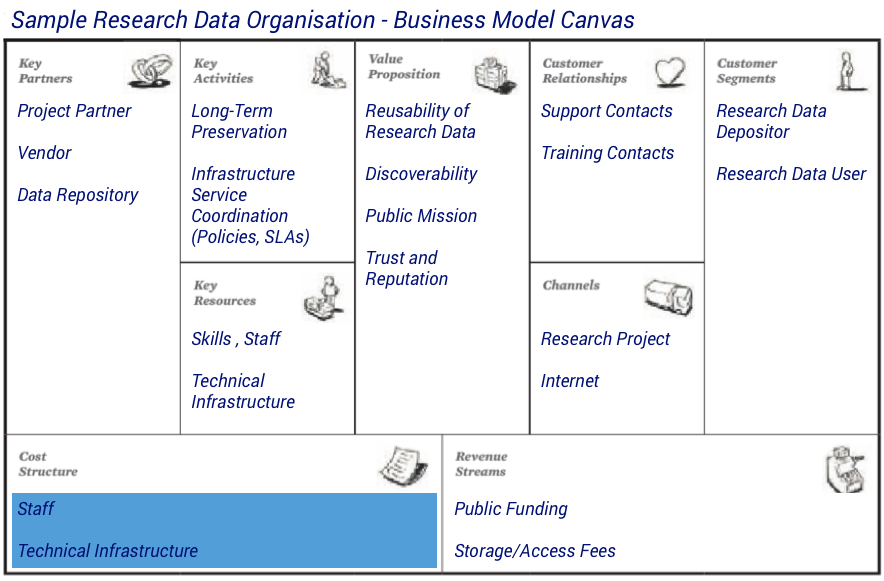 Sample Research Data Organisation - Business Model Canvas
Key
Partners
Project Partner
Vendor
Data Repository
Key
Activities
Long-Term
Preservation
Infrastructure
Service
Coordination
(Policies, SLAs)
Key
Resources
Skills , Staff
Technical
Infrastructure
Value
Proposition
Reusability of
Research Data
Discoverability
Public Mission
Trust and
Reputation
Customer
Relationships
Support Contacts
Training Contacts
Channels
Research Project
Internet
Customer
Segments
Research Data
Depositor
Research Data User
Cost
Structure
Staff
Technical Infrastructure
Revenue
Streams
Public Funding
Storage/Access Fees